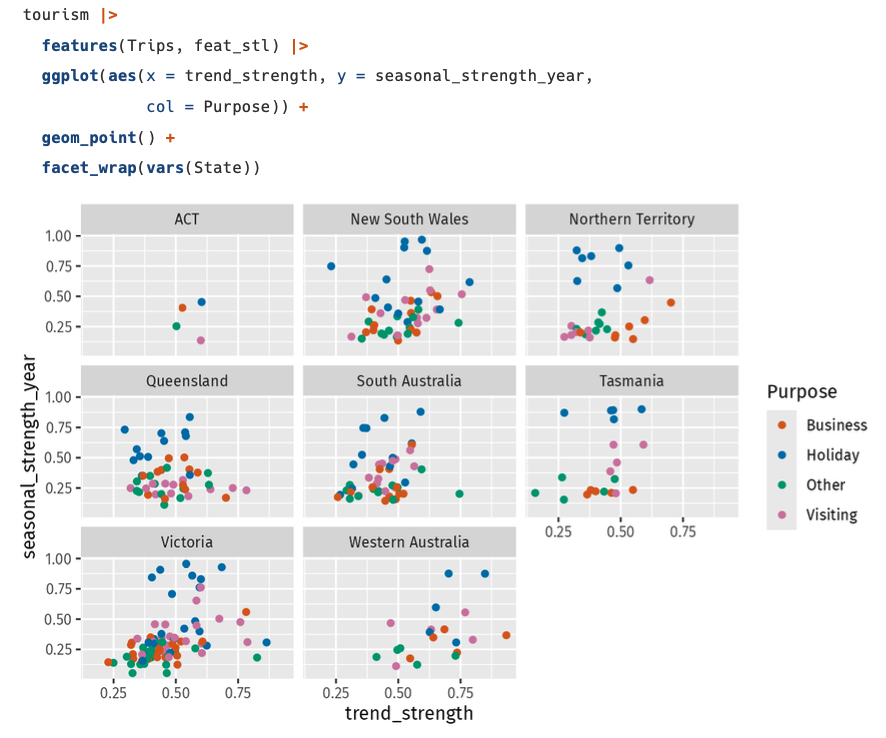 tourism |>
features(Trips, feat_stl) |>
ggplot(aes(x = trend_strength, y = seasonal_strength_year,
col = Purpose)) +
geom_point() +
facet_wrap(vars(State))
ACT New South Wales Northern Territory
1.00
0.75
0.50
0.25
Queensland South Australia Tasmania
1.00
0.75
0.50
0.25
0.25 0.50 0.75
Victoria Western Australia
1.00
0.75
0.50
0.25
0.25 0.50 0.75 0.25 0.50 0.75
trend_strength
seasonal_strength_year
Purpose
Business
Holiday
Other
Visiting